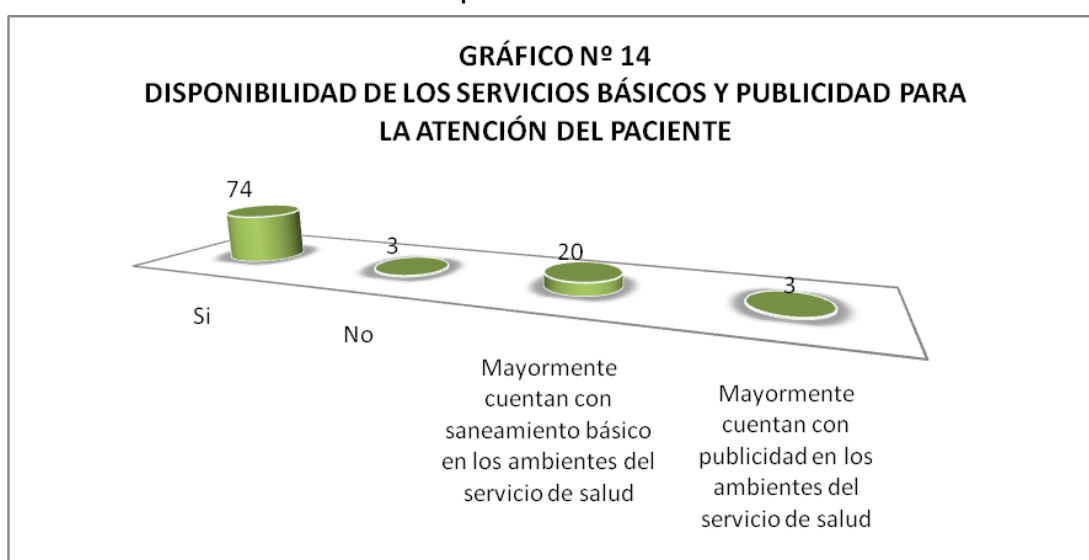 GRÁFICO Nº 14
DISPONIBILIDAD DE LOS SERVICIOS BÁSICOS Y PUBLICIDAD PARA
LA ATENCIÓN DEL PACIENTE
74
3
20
3
Si
No
Mayormente
cuentan con
saneamiento básico
en los ambientes del
servicio de salud
Mayormente
cuentan con
publicidad en los
ambientes del
servicio de salud